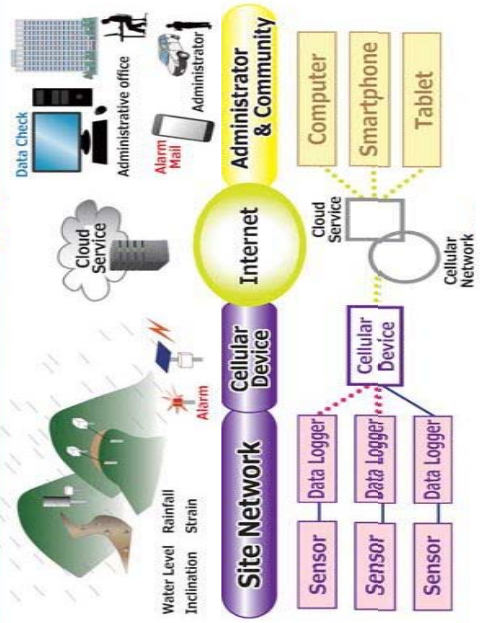 Water Level  Rainfall
Inclination  Strain
Alarm
Cloud
Service
Data Check
Administrative office
Alarm
Mail
Administrator
Site Network
Cellular
Device
Internet
Administrator
& Community
Sensor
Data Logger
Sensor
Data Logger
Sensor
Data Logger
Cellular
Device
Cloud
Service
Cellular
Network
Computer
Smartphone
Tablet